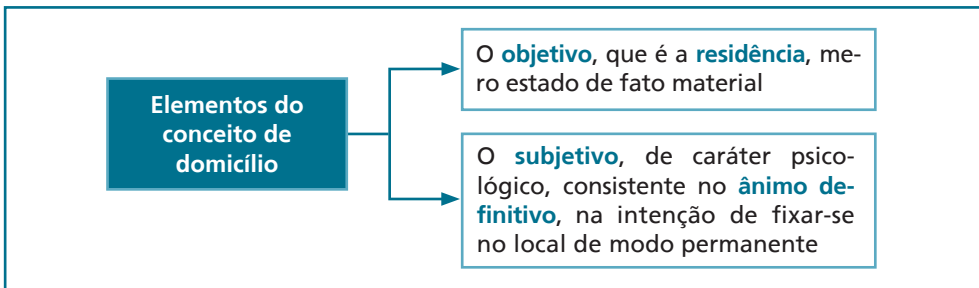 Elementos do
conceito de
domicílio
O objetivo, que é a residência, me-
ro estado de fato material
O subjetivo, de caráter psico-
lógico, consistente no ânimo de-
finitivo, na intenção de fixar-se
no local de modo permanente